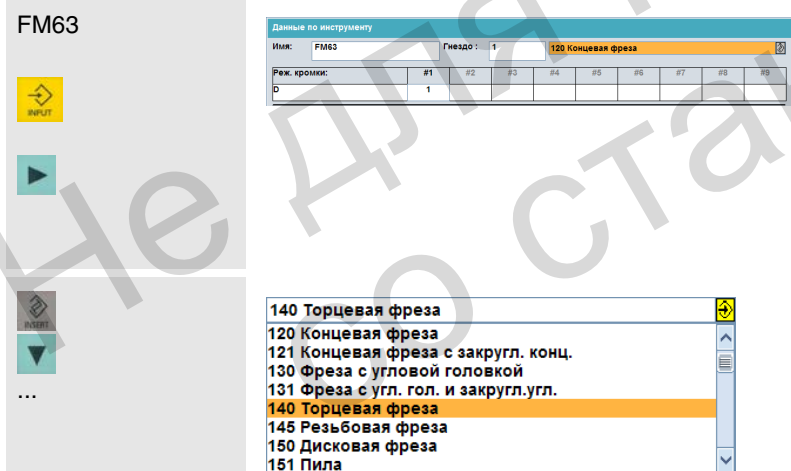 FM63
Данные по инструменту
Имя: FM63 Гнездо : 1 120 Концевая фреза
Реж. кромки: #1 #2 #3 #4 #5 #6 #7 #8 #9
D 1
INPUT
INSERT
...
140 Торцевая фреза
120 Концевая фреза
121 Концевая фреза с закругл. конц.
130 Фреза с угловой головкой
131 Фреза с угл. гол. и закругл.угл.
140 Торцевая фреза
145 Резьбовая фреза
150 Дисковая фреза
151 Пила
Не для
со ста